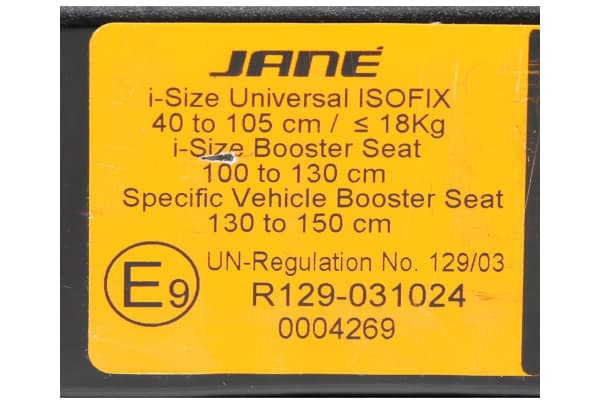 JANÉ
i-Size Universal ISOFIX
40 to 105 cm / ≤ 18Kg
i-Size Booster Seat
100 to 130 cm
Specific Vehicle Booster Seat
130 to 150 cm
E9
UN-Regulation No. 129/03
R129-031024
0004269